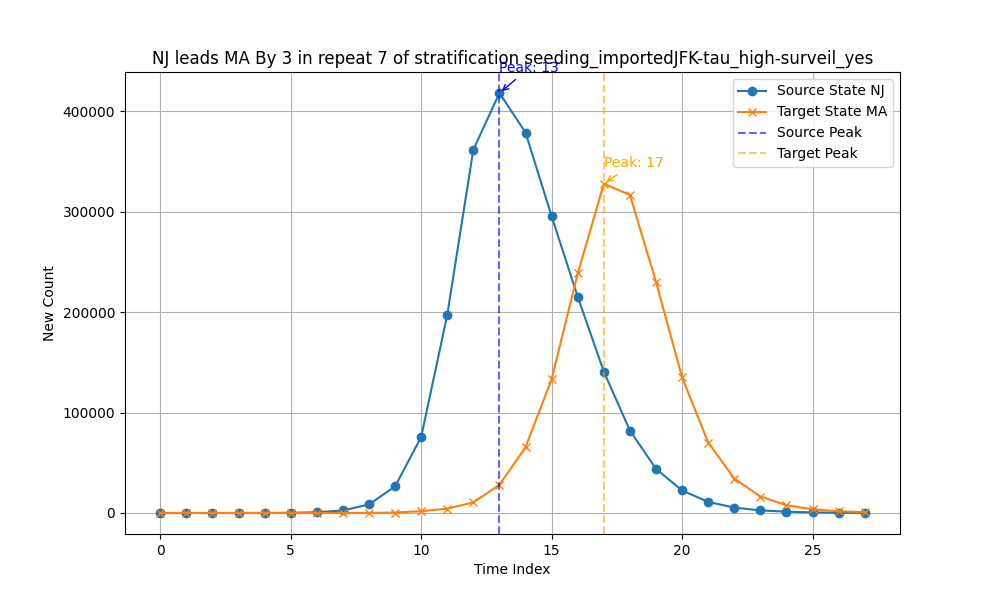 NJ leads MA By 3 in repeat 7 of stratification seeding_importedJFK-tau_high-surveil_yes
Peak: 13
Peak: 17
Source State NJ
Target State MA
Source Peak
Target Peak
400000
300000
200000
100000
0
New Count
0 5 10 15 20 25
Time Index